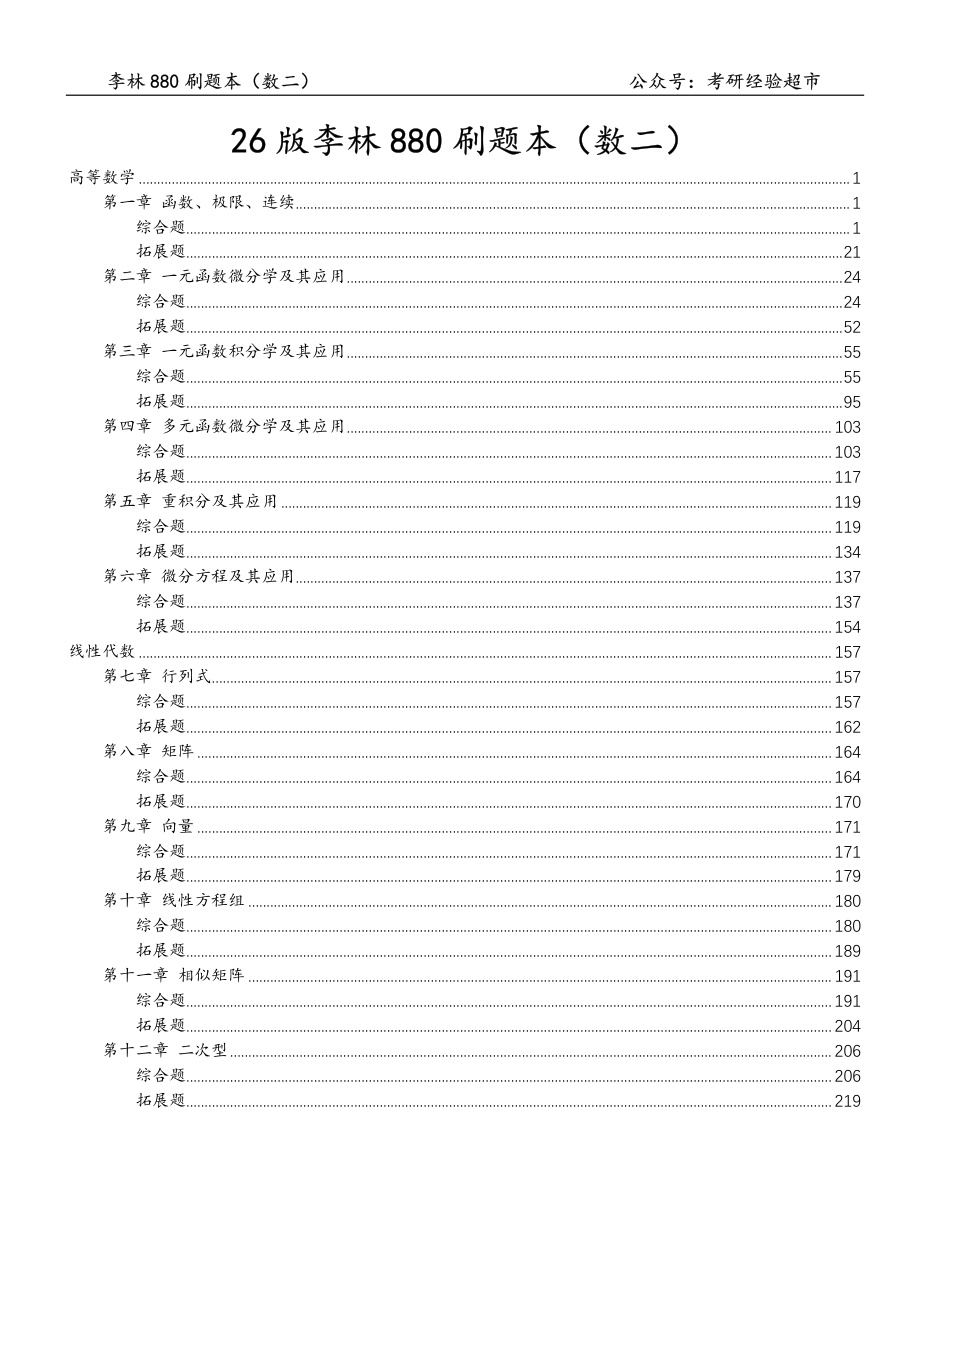 李林 880 刷题本（数二） 公众号：考研经验超市
26 版李林 880 刷题本（数二）
高等数学 1
第一章 函数、极限、连续 1
综合题 1
拓展题 21
第二章 一元函数微分学及其应用 24
综合题 24
拓展题 52
第三章 一元函数积分学及其应用 55
综合题 55
拓展题 95
第四章 多元函数微分学及其应用 103
综合题 103
拓展题 117
第五章 重积分及其应用 119
综合题 119
拓展题 134
第六章 微分方程及其应用 137
综合题 137
拓展题 154
线性代数 157
第七章 行列式 157
综合题 157
拓展题 162
第八章 矩阵 164
综合题 164
拓展题 170
第九章 向量 171
综合题 171
拓展题 179
第十章 线性方程组 180
综合题 180
拓展题 189
第十一章 相似矩阵 191
综合题 191
拓展题 204
第十二章 二次型 206
综合题 206
拓展题 219